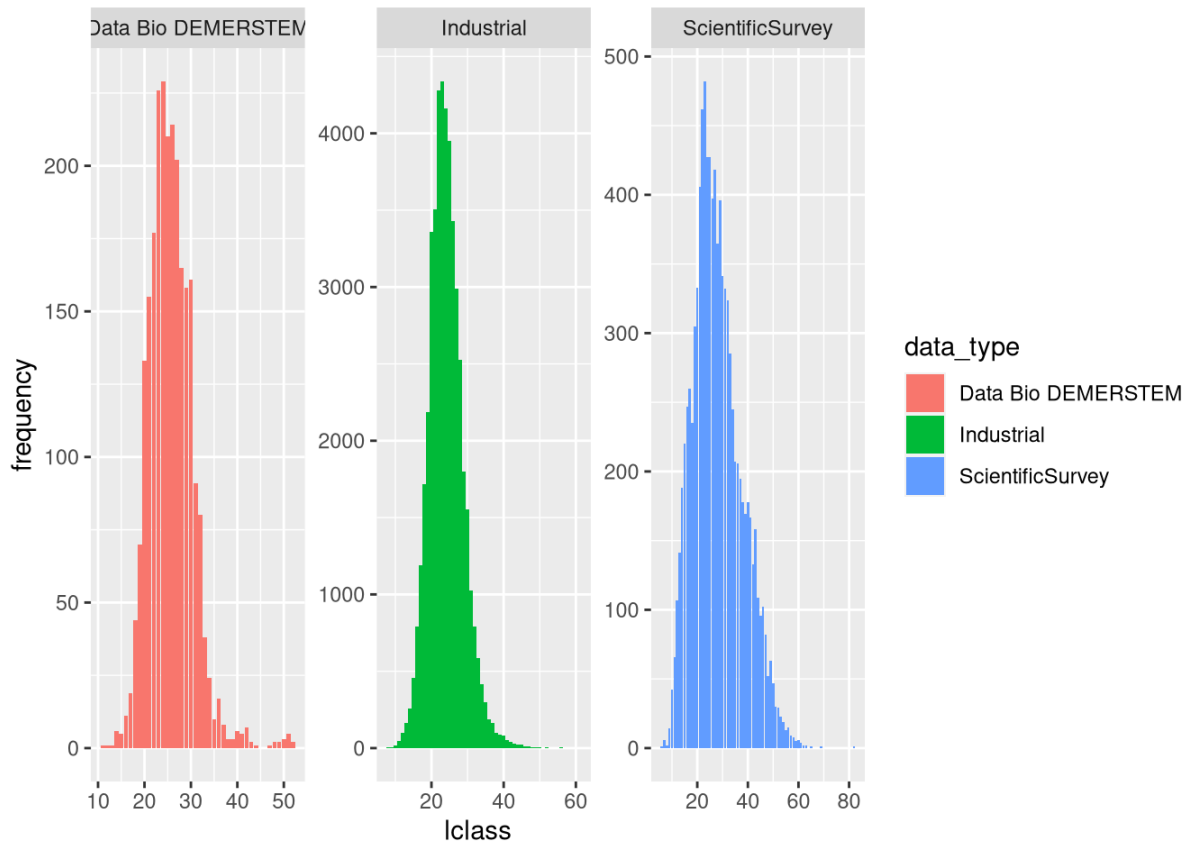 Data Bio DEMERSTEM
Industrial
ScientificSurvey
frequency
200
150
100
50
0
4000
3000
2000
1000
0
500
400
300
200
100
0
10 20 30 40 50
20 40 60
20 40 60 80
lclass
data_type
Data Bio DEMERSTEM
Industrial
ScientificSurvey